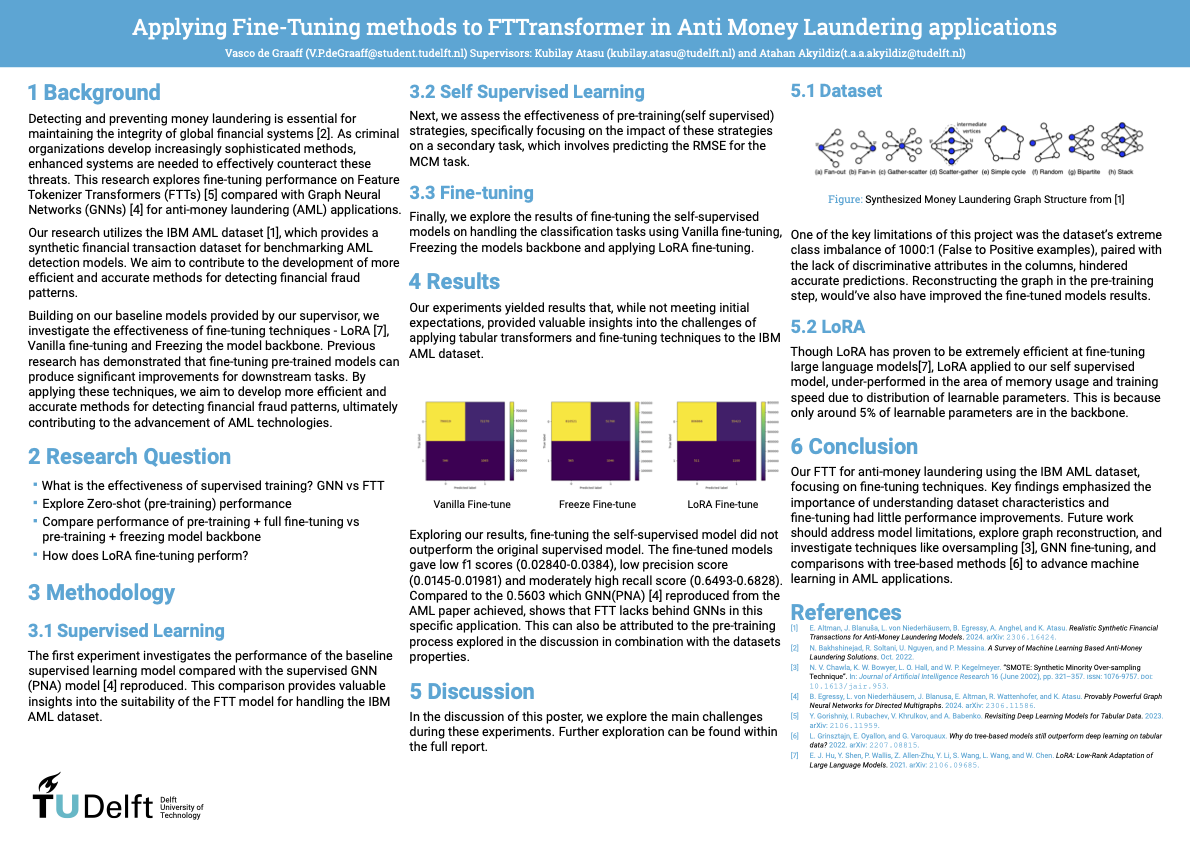 Applying Fine-Tuning methods to FTTransformer in Anti Money Laundering applications
Vasco de Graaff (V.P.deGraaff@student.tudelft.nl) Supervisors: Kubilay Atasu (kubilay.atasu@tudelft.nl) and Atahan Akyildiz(t.a.a.akyildiz@tudelft.nl)
1 Background
Detecting and preventing money laundering is essential for
maintaining the integrity of global financial systems [2]. As criminal
organizations develop increasingly sophisticated methods,
enhanced systems are needed to effectively counteract these
threats. This research explores fine-tuning performance on Feature
Tokenizer Transformers (FTTs) [5] compared with Graph Neural
Networks (GNNs) [4] for anti-money laundering (AML) applications.
Our research utilizes the IBM AML dataset [1], which provides a
synthetic financial transaction dataset for benchmarking AML
detection models. We aim to contribute to the development of more
efficient and accurate methods for detecting financial fraud
patterns.
Building on our baseline models provided by our supervisor, we
investigate the effectiveness of fine-tuning techniques - LoRA [7],
Vanilla fine-tuning and Freezing the model backbone. Previous
research has demonstrated that fine-tuning pre-trained models can
produce significant improvements for downstream tasks. By
applying these techniques, we aim to develop more efficient and
accurate methods for detecting financial fraud patterns, ultimately
contributing to the advancement of AML technologies.
2 Research Question
▪ What is the effectiveness of supervised training? GNN vs FTT
▪ Explore Zero-shot (pre-training) performance
▪ Compare performance of pre-training + full fine-tuning vs
pre-training + freezing model backbone
▪ How does LoRA fine-tuning perform?
3 Methodology
3.1 Supervised Learning
The first experiment investigates the performance of the baseline
supervised learning model compared with the supervised GNN
(PNA) model [4] reproduced. This comparison provides valuable
insights into the suitability of the FTT model for handling the IBM
AML dataset.
TU Delft
Delft
University of
Technology
3.2 Self Supervised Learning
Next, we assess the effectiveness of pre-training(self supervised)
strategies, specifically focusing on the impact of these strategies
on a secondary task, which involves predicting the RMSE for the
MCM task.
3.3 Fine-tuning
Finally, we explore the results of fine-tuning the self-supervised
models on handling the classification tasks using Vanilla fine-tuning,
Freezing the models backbone and applying LoRA fine-tuning.
4 Results
Our experiments yielded results that, while not meeting initial
expectations, provided valuable insights into the challenges of
applying tabular transformers and fine-tuning techniques to the IBM
AML dataset.
Vanilla Fine-tune
Freeze Fine-tune
LoRA Fine-tune
Exploring our results, fine-tuning the self-supervised model did not
outperform the original supervised model. The fine-tuned models
gave low f1 scores (0.02840-0.0384), low precision score
(0.0145-0.01981) and moderately high recall score (0.6493-0.6828).
Compared to the 0.5603 which GNN(PNA) [4] reproduced from the
AML paper achieved, shows that FTT lacks behind GNNs in this
specific application. This can also be attributed to the pre-training
process explored in the discussion in combination with the datasets
properties.
5 Discussion
In the discussion of this poster, we explore the main challenges
during these experiments. Further exploration can be found within
the full report.
5.1 Dataset
intermediate
vertices
(a) Fan-out (b) Fan-in (c) Gather-scatter (d) Scatter-gather (e) Simple cycle (f) Random (g) Bipartite (h) Stack
Figure: Synthesized Money Laundering Graph Structure from [1]
One of the key limitations of this project was the dataset's extreme
class imbalance of 1000:1 (False to Positive examples), paired with
the lack of discriminative attributes in the columns, hindered
accurate predictions. Reconstructing the graph in the pre-training
step, would've also have improved the fine-tuned models results.
5.2 LoRA
Though LoRA has proven to be extremely efficient at fine-tuning
large language models[7], LoRA applied to our self supervised
model, under-performed in the area of memory usage and training
speed due to distribution of learnable parameters. This is because
only around 5% of learnable parameters are in the backbone.
6 Conclusion
Our FTT for anti-money laundering using the IBM AML dataset,
focusing on fine-tuning techniques. Key findings emphasized the
importance of understanding dataset characteristics and
fine-tuning had little performance improvements. Future work
should address model limitations, explore graph reconstruction, and
investigate techniques like oversampling [3], GNN fine-tuning, and
comparisons with tree-based methods [6] to advance machine
learning in AML applications.
References
[1] E. Altman, J. Blanuša, L. von Niederhäusern, B. Egressy, A. Anghel, and K. Atasu. Realistic Synthetic Financial
Transactions for Anti-Money Laundering Models. 2024. arXiv: 2306.16424.
[2] N. Bakhshinejad, R. Soltani, U. Nguyen, and P. Messina. A Survey of Machine Learning Based Anti-Money
Laundering Solutions. Oct. 2022.
[3] N. V. Chawla, K. W. Bowyer, L. O. Hall, and W. P. Kegelmeyer. "SMOTE: Synthetic Minority Over-sampling
Technique". In: Journal of Artificial Intelligence Research 16 (June 2002), pp. 321–357. ISSN: 1076-9757. DOI:
10.1613/jair.953.
[4] B. Egressy, L. von Niederhäusern, J. Blanusa, E. Altman, R. Wattenhofer, and K. Atasu. Provably Powerful Graph
Neural Networks for Directed Multigraphs. 2024. arXiv: 2306.11586.
[5] Y. Gorishniy, I. Rubachev, V. Khrulkov, and A. Babenko. Revisiting Deep Learning Models for Tabular Data. 2023.
arXiv: 2106.11959.
[6] L. Grinsztajn, E. Oyallon, and G. Varoquaux. Why do tree-based models still outperform deep learning on tabular
data? 2022. arXiv: 2207.08815.
[7] E. J. Hu, Y. Shen, P. Wallis, Z. Allen-Zhu, Y. Li, S. Wang, L. Wang, and W. Chen. LoRA: Low-Rank Adaptation of
Large Language Models. 2021. arXiv: 2106.09685.